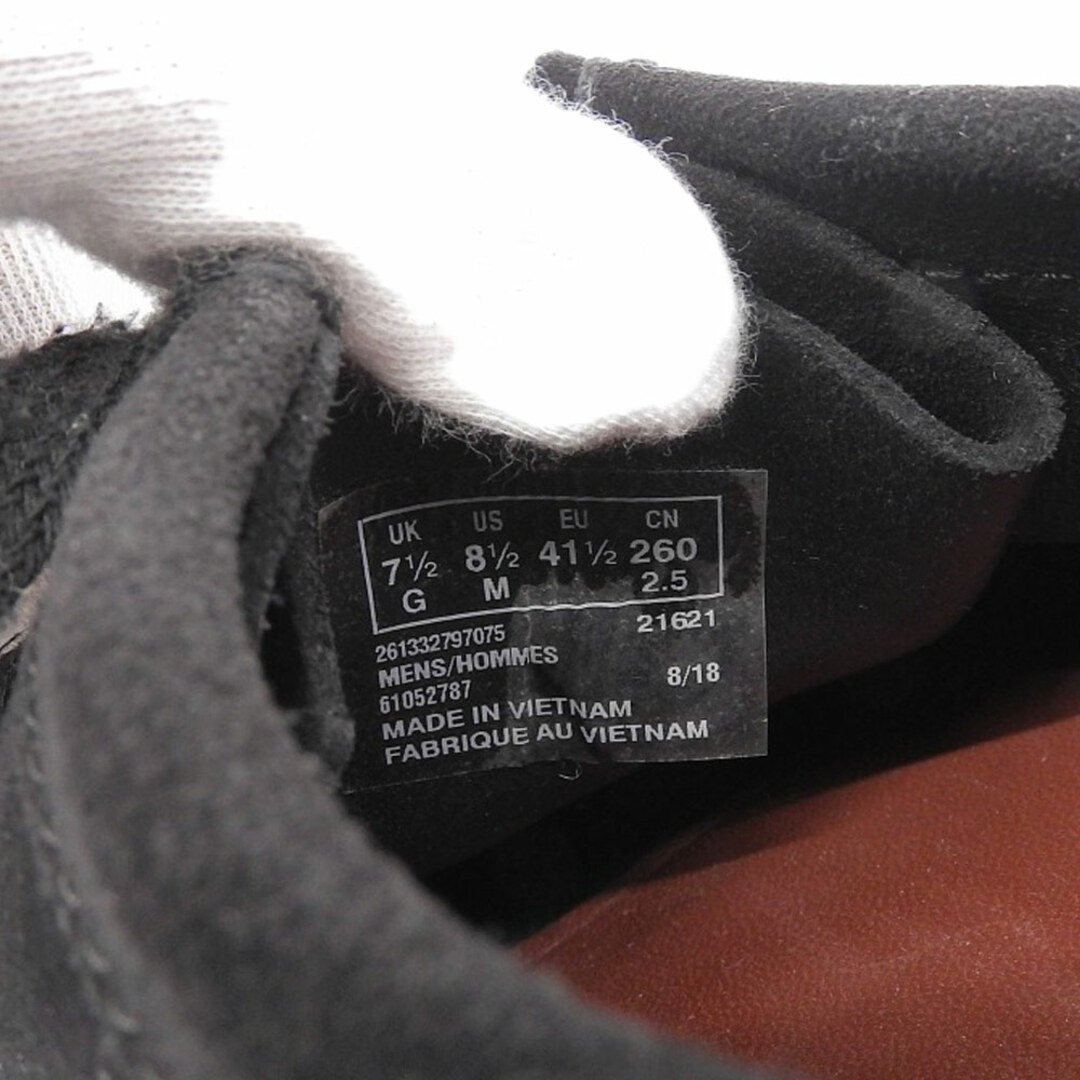 UK US EU CN
7½ 8½ 41½ 260
G M 2.5
261332797075 21621
MENS/HOMMES
61052787 8/18
MADE IN VIETNAM
FABRIQUE AU VIETNAM